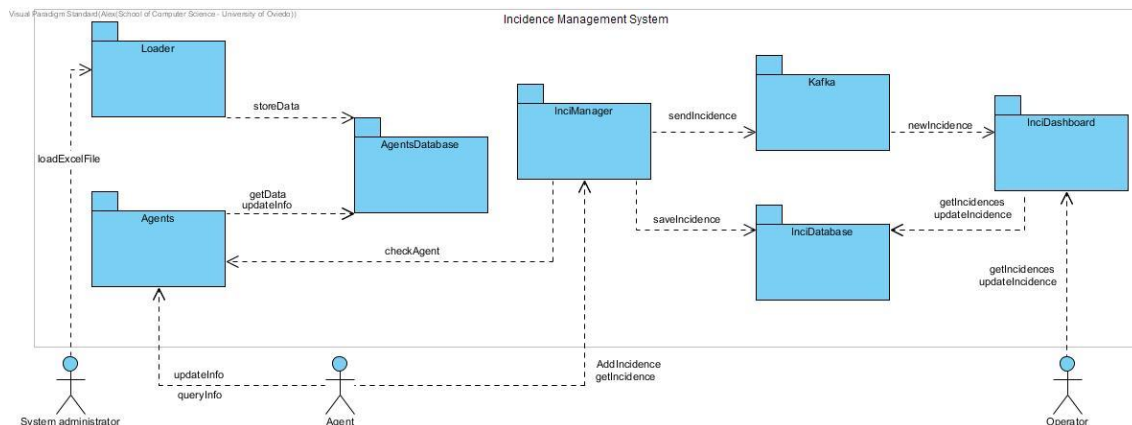 Visual Paradigm Standard(Alex(School of Computer Science - University of Oviedo))
Incidence Management System
Loader
Kafka
storeData
InciManager
sendIncidence
newIncidence
InciDashboard
AgentsDatabase
loadExcelFile
getData
updateInfo
Agents
saveIncidence
InciDatabase
getIncidences
updateIncidence
checkAgent
getIncidences
updateIncidence
updateInfo
queryInfo
AddIncidence
getIncidence
System administrator
Agent
Operator